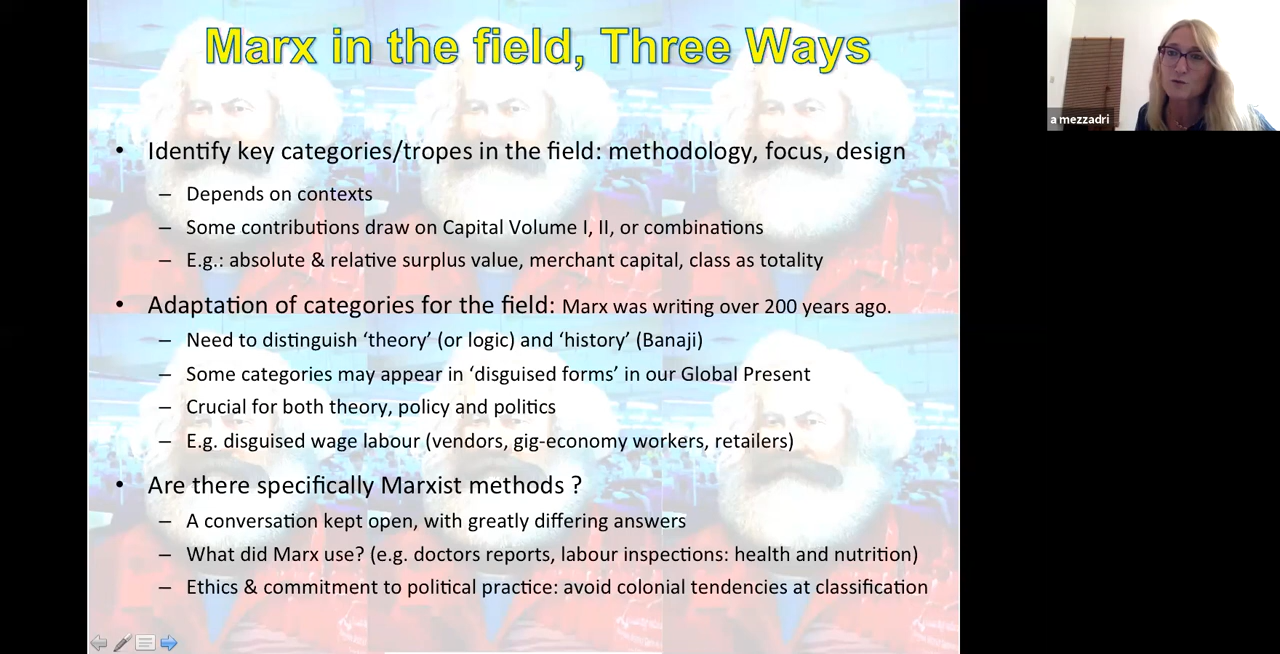 Marx in the field, Three Ways
• Identify key categories/tropes in the field: methodology, focus, design
– Depends on contexts
– Some contributions draw on Capital Volume I, II, or combinations
– E.g.: absolute & relative surplus value, merchant capital, class as totality
• Adaptation of categories for the field: Marx was writing over 200 years ago.
– Need to distinguish ‘theory’ (or logic) and ‘history’ (Banaji)
– Some categories may appear in ‘disguised forms’ in our Global Present
– Crucial for both theory, policy and politics
– E.g. disguised wage labour (vendors, gig-economy workers, retailers)
• Are there specifically Marxist methods ?
– A conversation kept open, with greatly differing answers
– What did Marx use? (e.g. doctors reports, labour inspections: health and nutrition)
– Ethics & commitment to political practice: avoid colonial tendencies at classification
a mezzadri